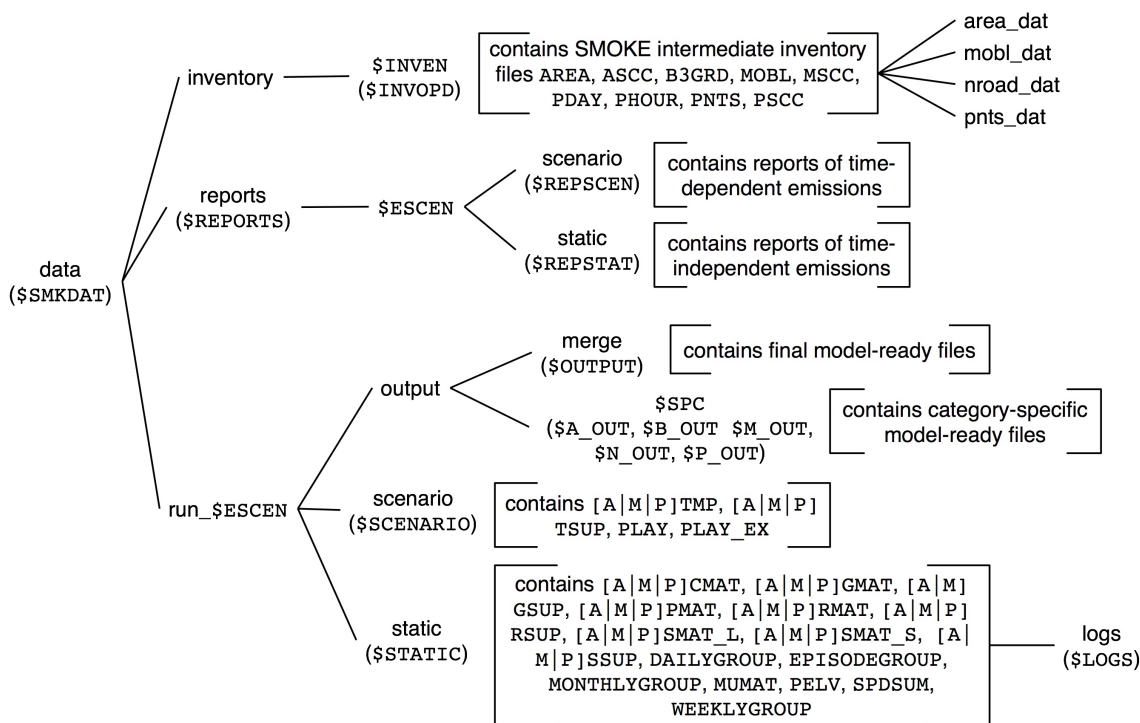 area_dat
mobl_dat
nroad_dat
pnts_dat
inventory
$INVEN
($INVOPD)
contains SMOKE intermediate inventory
files AREA, ASCC, B3GRD, MOBL, MSCC,
PDAY, PHOUR, PNTS, PSCC
reports
($REPORTS)
$ESCEN
scenario
($REPSCEN)
contains reports of time-
dependent emissions
static
($REPSTAT)
contains reports of time-
independent emissions
data
($SMKDAT)
output
merge
($OUTPUT)
contains final model-ready files
$SPC
($A_OUT, $B_OUT $M_OUT,
$N_OUT, $P_OUT)
contains category-specific
model-ready files
run_$ESCEN
scenario
($SCENARIO)
contains [A|M|P]TMP, [A|M|P]
TSUP, PLAY, PLAY_EX
static
($STATIC)
contains [A|M|P]CMAT, [A|M|P]GMAT, [A|M]
GSUP, [A|M|P]PMAT, [A|M|P]RMAT, [A|M|P]
RSUP, [A|M|P]SMAT_L, [A|M|P]SMAT_S, [A|
M|P]SSUP, DAILYGROUP, EPISODEGROUP,
MONTHLYGROUP, MUMAT, PELV, SPDSUM,
WEEKLYGROUP
logs
($LOGS)